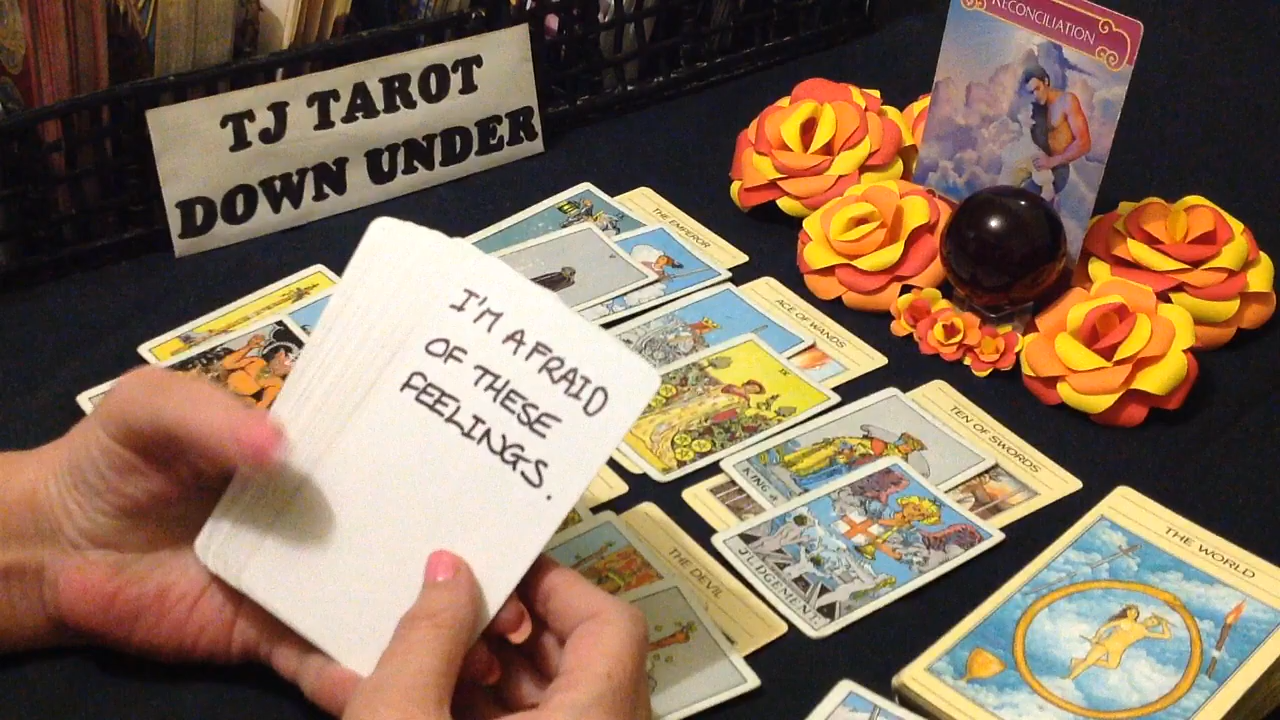 TJ TAROT
DOWN UNDER
RECONCILIATION
I'M AFRAID
OF THESE
FEELINGS.
THE EMPEROR
ACE OF WANDS
TEN OF SWORDS
KING
JUDGEMENT.
THE DEVIL
THE WORLD
IX